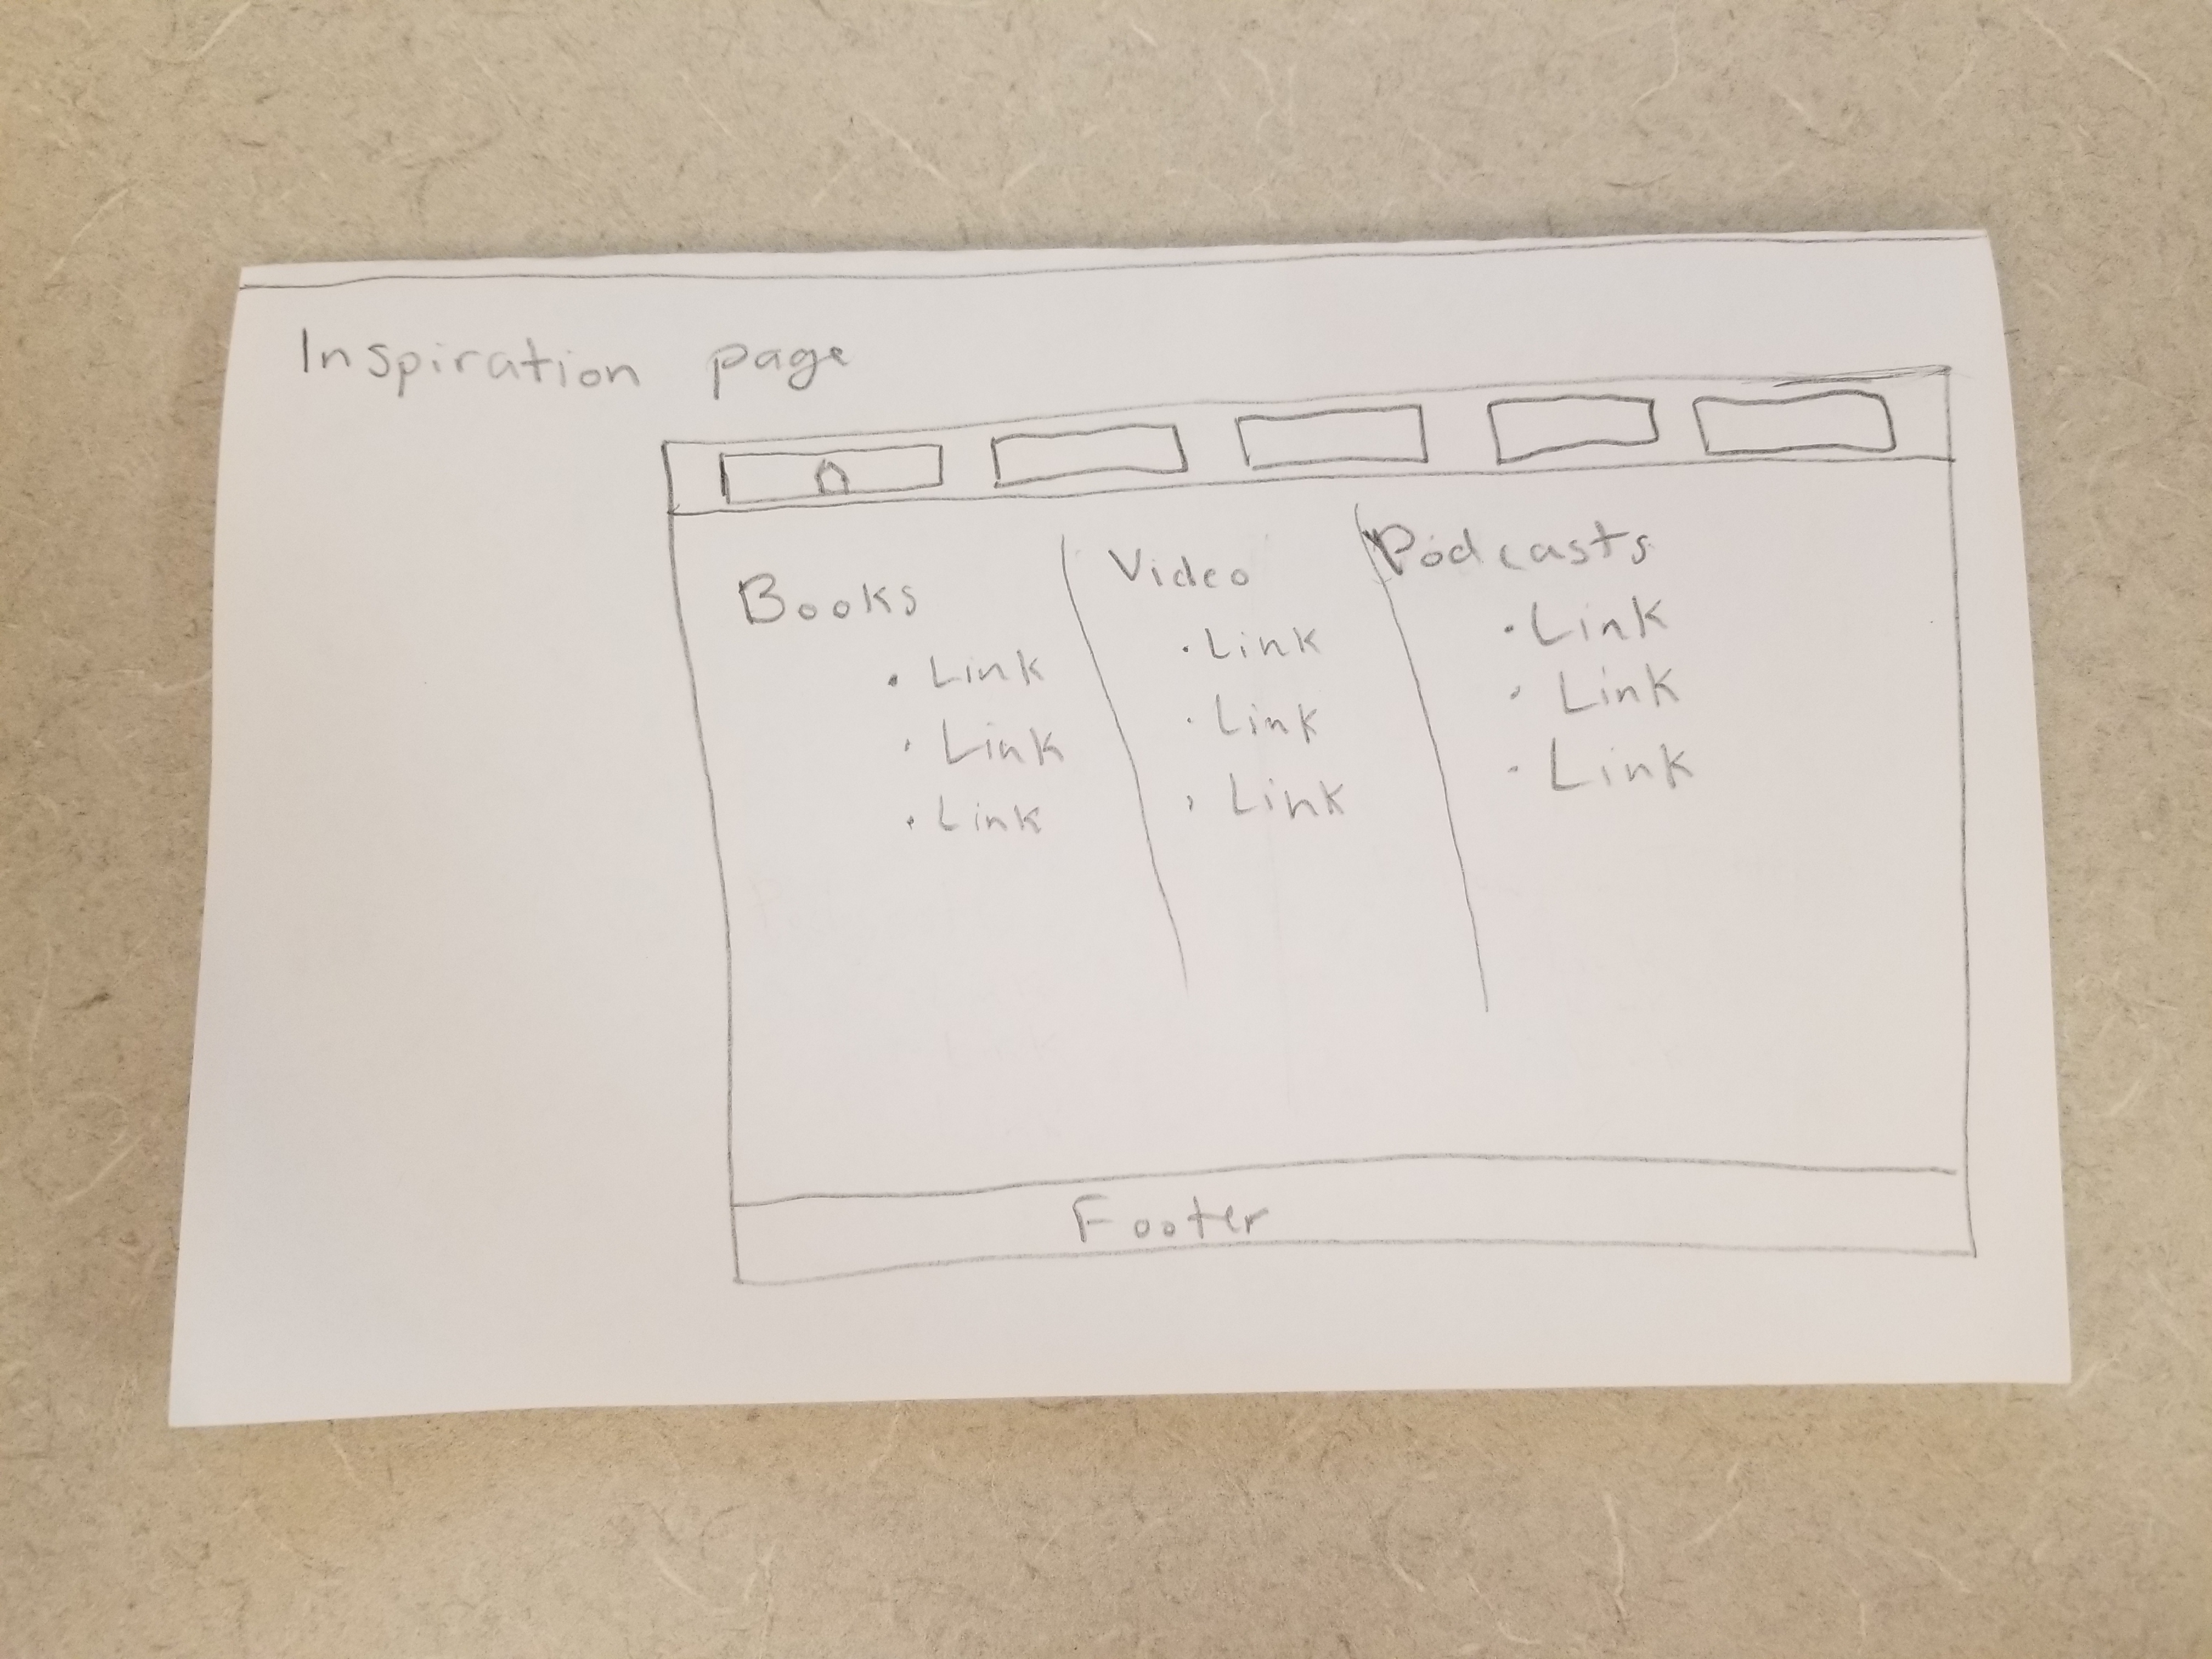 Inspiration page
Books
• Link
• Link
• Link
Video
• Link
• Link
• Link
Podcasts
• Link
• Link
• Link
Footer